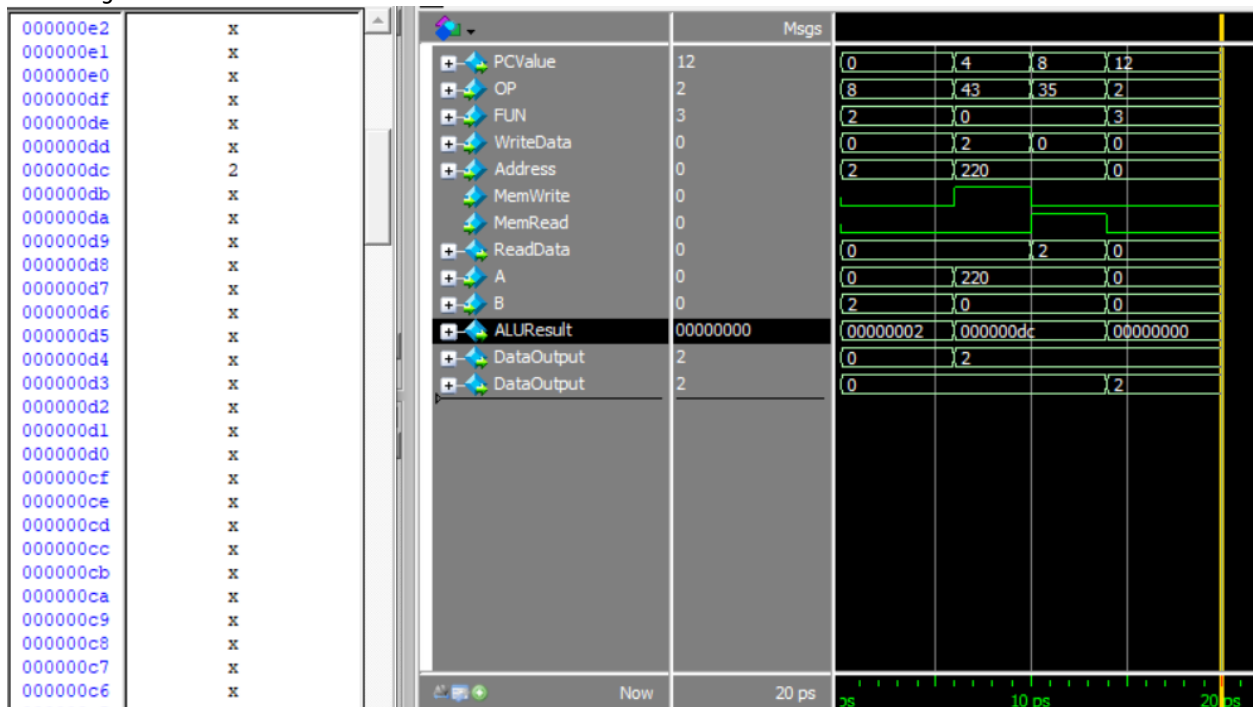 000000e2 x
000000e1 x
000000e0 x
000000df x
000000de x
000000dd x
000000dc 2
000000db x
000000da x
000000d9 x
000000d8 x
000000d7 x
000000d6 x
000000d5 x
000000d4 x
000000d3 x
000000d2 x
000000d1 x
000000d0 x
000000cf x
000000ce x
000000cd x
000000cc x
000000cb x
000000ca x
000000c9 x
000000c8 x
000000c7 x
000000c6 x
Msgs
PCValue 12 0 4 8 12
OP 2 8 43 35 2
FUN 3 2 0 3
WriteData 0 0 2 0 0
Address 0 2 220 0
MemWrite 0
MemRead 0
ReadData 0 0 2 0
A 0 0 220 0
B 0 2 0 0
ALUResult 00000000 00000002 000000dc 00000000
DataOutput 2 0 2
DataOutput 2 0 2
Now 20 ps ps 10 ps 20 ps